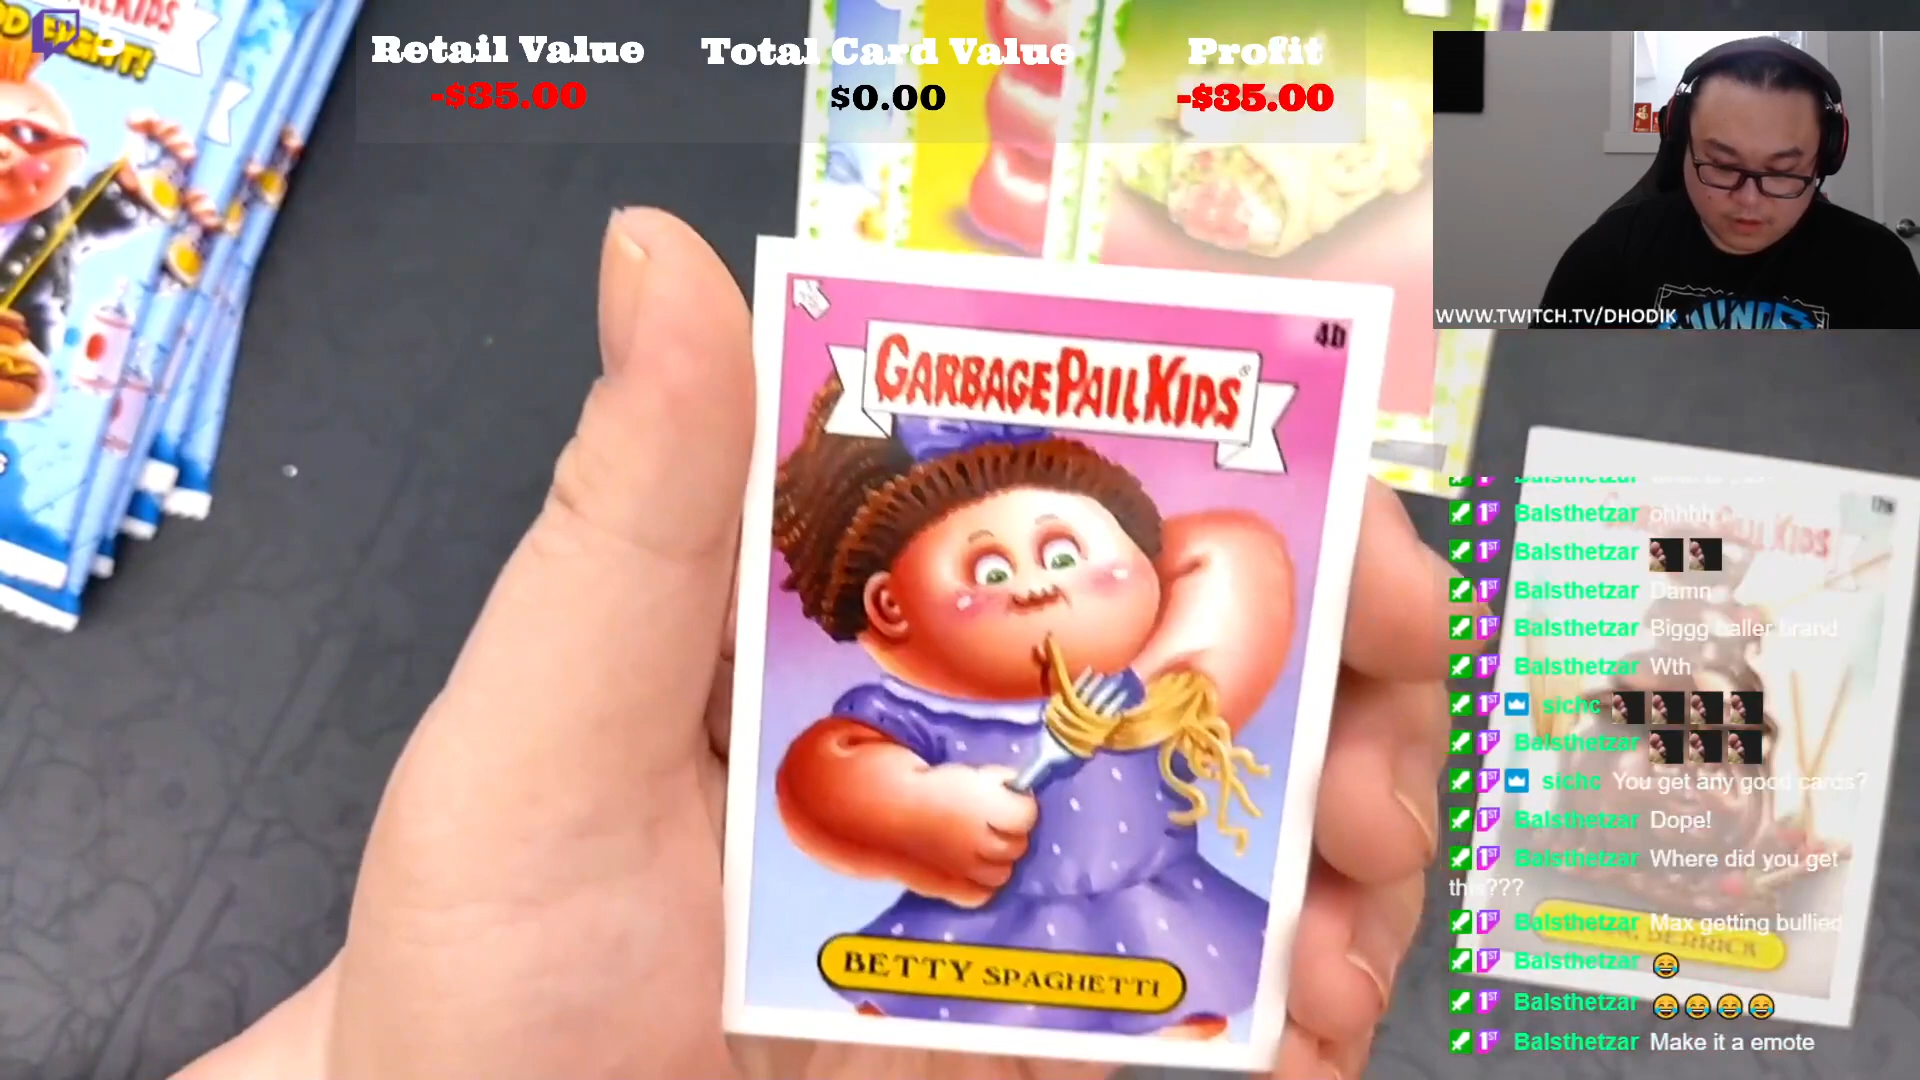 KIDS
FIGHT!
Retail Value
-$35.00
Total Card Value
$0.00
Profit
-$35.00
WWW.TWITCH.TV/DHODIK
GARBAGE PAIL KIDS
BETTY SPAGHETTI
Balsthetzar ohhhh
Balsthetzar
Balsthetzar Damn
Balsthetzar Biggg baller brand
Balsthetzar Wth
sichc
Balsthetzar
sichc You get any good cards?
Balsthetzar Dope!
Balsthetzar Where did you get
this???
Balsthetzar Max getting bullied
Balsthetzar 😂
Balsthetzar 😂😂😂😂
Balsthetzar Make it a emote